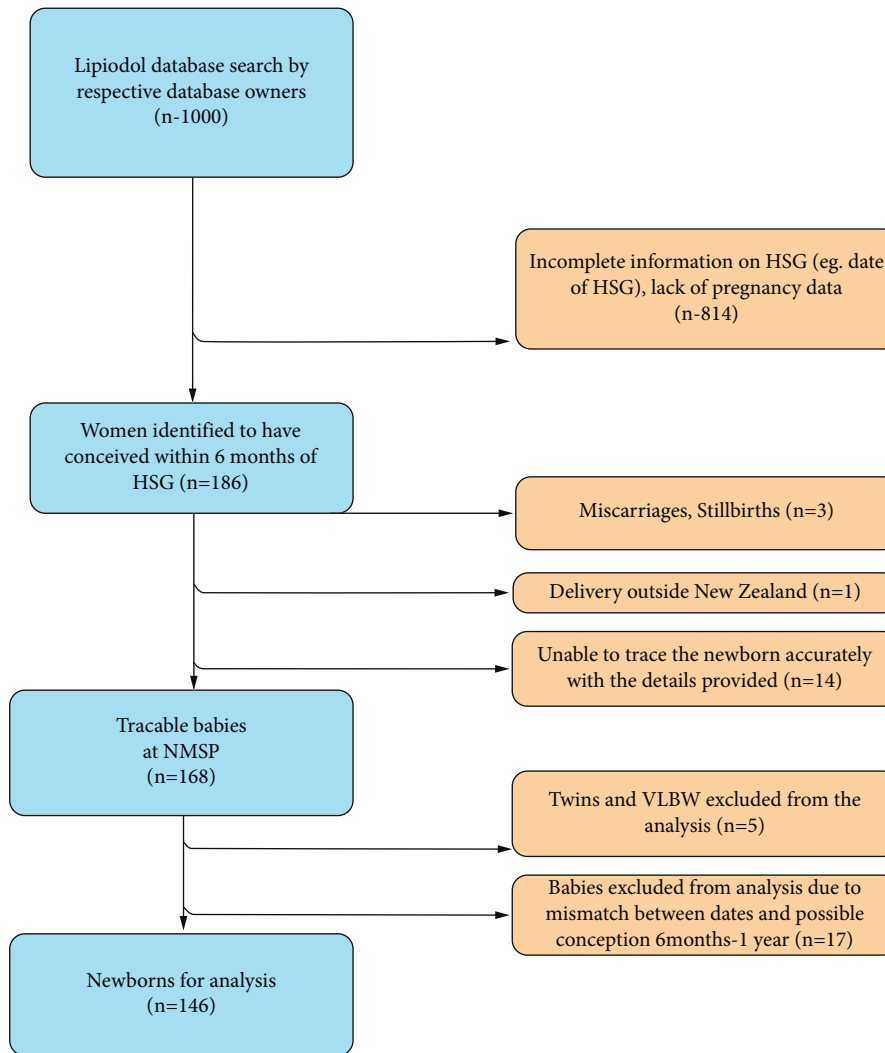 Lipiodol database search by
respective database owners
(n-1000)
Incomplete information on HSG (eg. date
of HSG), lack of pregnancy data
(n-814)
Women identified to have
conceived within 6 months of
HSG (n=186)
Miscarriages, Stillbirths (n=3)
Delivery outside New Zealand (n=1)
Unable to trace the newborn accurately
with the details provided (n=14)
Tracable babies
at NMSP
(n=168)
Twins and VLBW excluded from the
analysis (n=5)
Babies excluded from analysis due to
mismatch between dates and possible
conception 6months-1 year (n=17)
Newborns for analysis
(n=146)